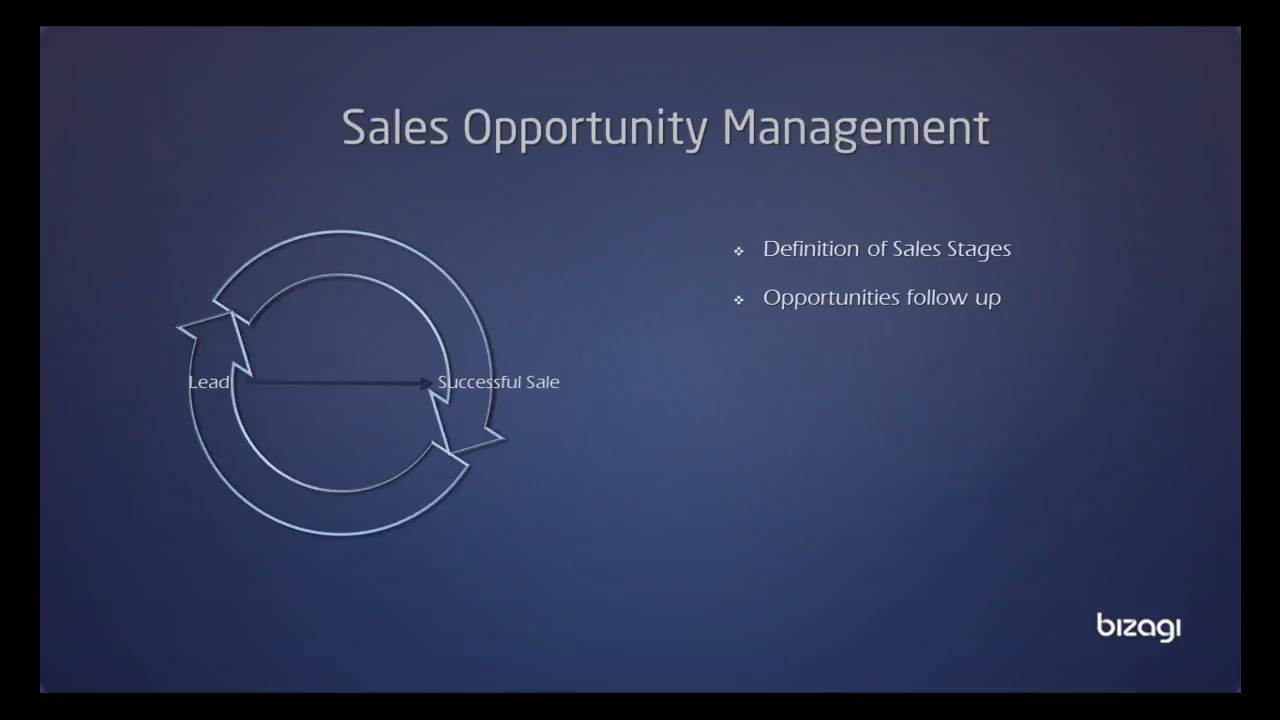 Sales Opportunity Management
Definition of Sales Stages
Opportunities follow up
Lead
Successful Sale
bizagi